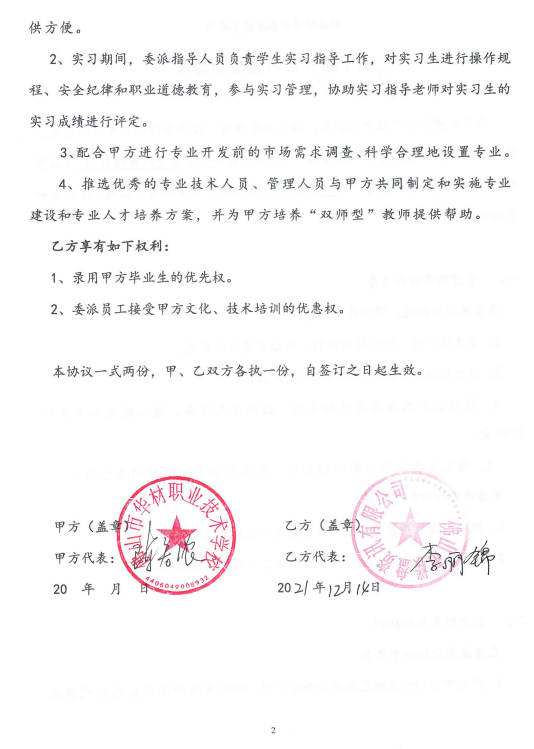 供方便。
2、实习期间，委派指导人员负责学生实习指导工作，对实习生进行操作规
程、安全纪律和职业道德教育，参与实习管理，协助实习指导老师对实习生的
实习成绩进行评定。
3、配合甲方进行专业开发前的市场需求调查、科学合理地设置专业。
4、推选优秀的专业技术人员、管理人员与甲方共同制定和实施专业
建设和专业人才培养方案，并为甲方培养“双师型”教师提供帮助。
乙方享有如下权利：
1、录用甲方毕业生的优先权。
2、委派员工接受甲方文化、技术培训的优惠权。
本协议一式两份，甲、乙双方各执一份，自签订之日起生效。
佛山市华材职业技术学校
4406049008932
甲方（盖章）
甲方代表：
20 年 月 日
乙方（盖章）
乙方代表：李丽锦
2021年12月14日
2